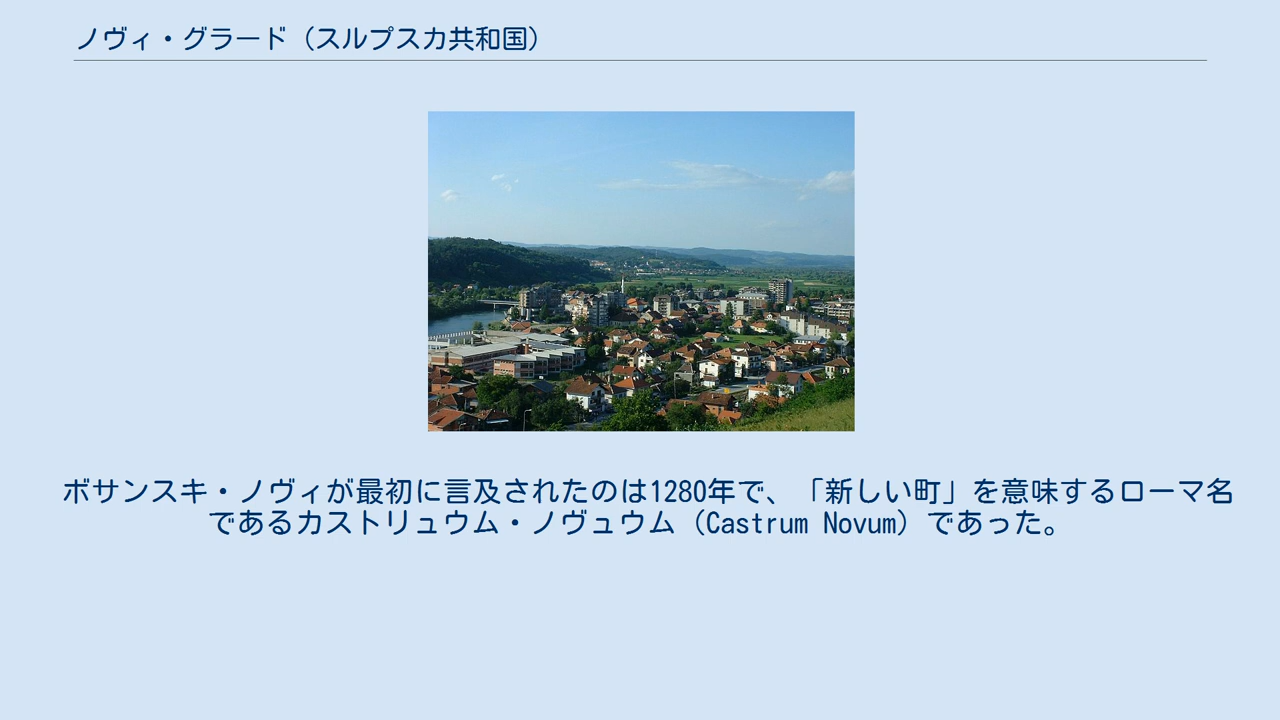 ノヴィ・グラード（スルプスカ共和国）
ボサンスキ・ノヴィが最初に言及されたのは1280年で、「新しい町」を意味するローマ名
であるカストリュウム・ノヴュウム（Castrum Novum）であった。